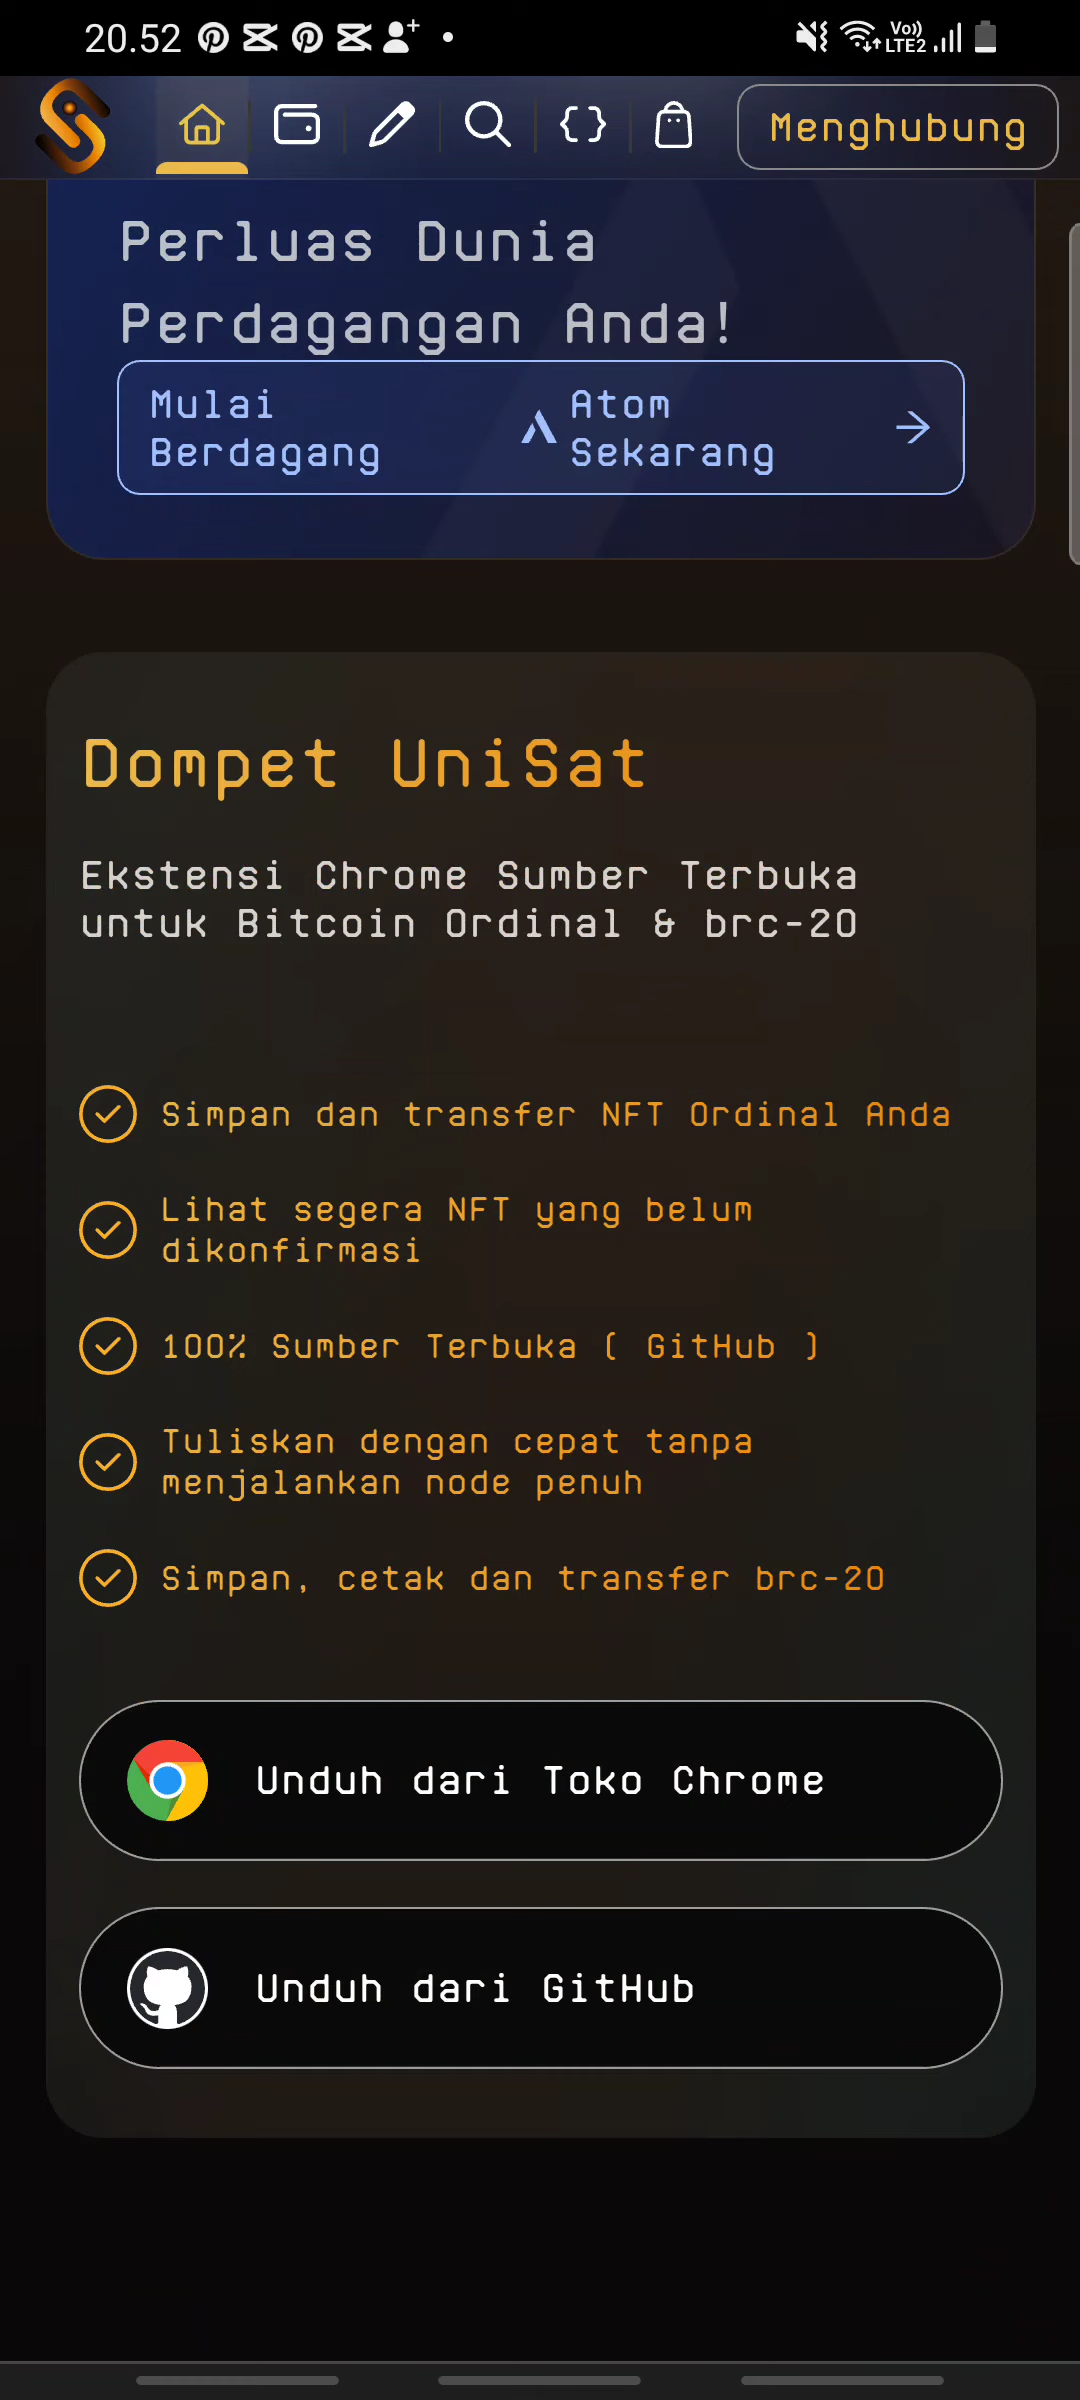 20.52
Vo))
LTE2
Menghubung
Perluas Dunia
Perdagangan Anda!
Mulai
Berdagang
Atom
Sekarang
Dompet UniSat
Ekstensi Chrome Sumber Terbuka
untuk Bitcoin Ordinal & brc-20
Simpan dan transfer NFT Ordinal Anda
Lihat segera NFT yang belum
dikonfirmasi
100% Sumber Terbuka ( GitHub )
Tuliskan dengan cepat tanpa
menjalankan node penuh
Simpan, cetak dan transfer brc-20
Unduh dari Toko Chrome
Unduh dari GitHub